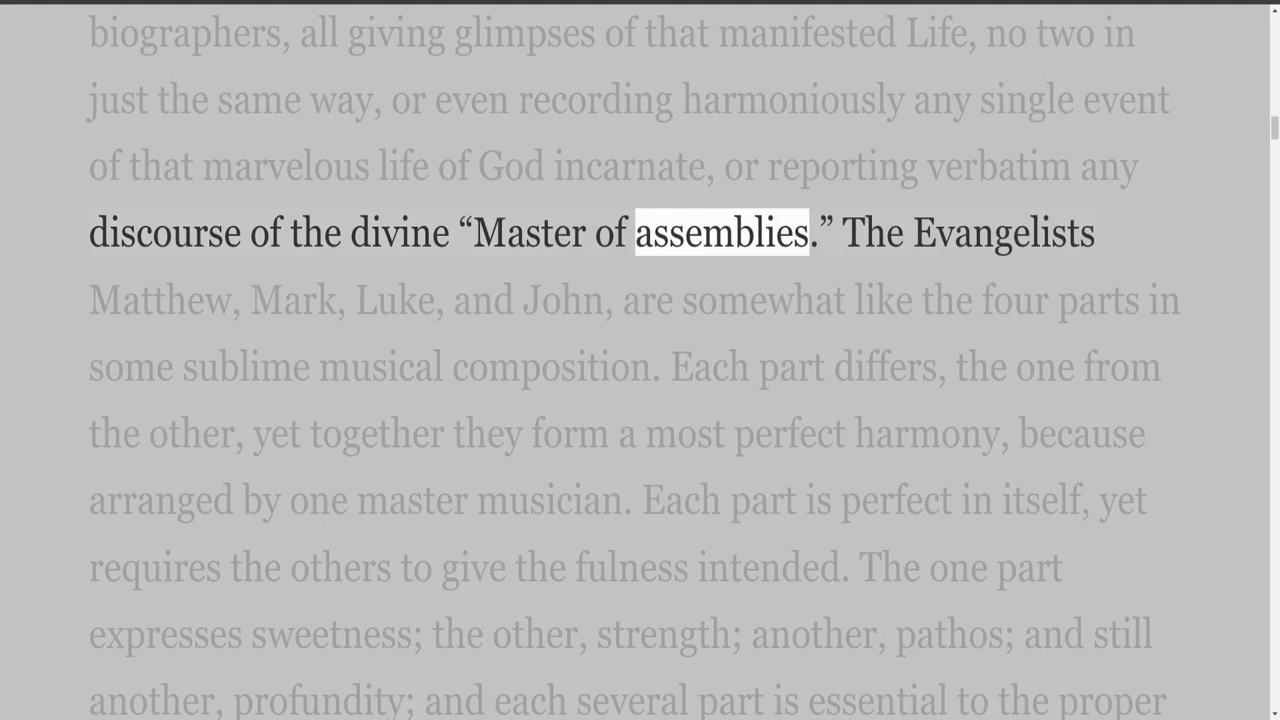 biographers, all giving glimpses of that manifested Life, no two in
just the same way, or even recording harmoniously any single event
of that marvelous life of God incarnate, or reporting verbatim any
discourse of the divine “Master of assemblies.” The Evangelists
Matthew, Mark, Luke, and John, are somewhat like the four parts in
some sublime musical composition. Each part differs, the one from
the other, yet together they form a most perfect harmony, because
arranged by one master musician. Each part is perfect in itself, yet
requires the others to give the fulness intended. The one part
expresses sweetness; the other, strength; another, pathos; and still
another, profundity; and each several part is essential to the proper